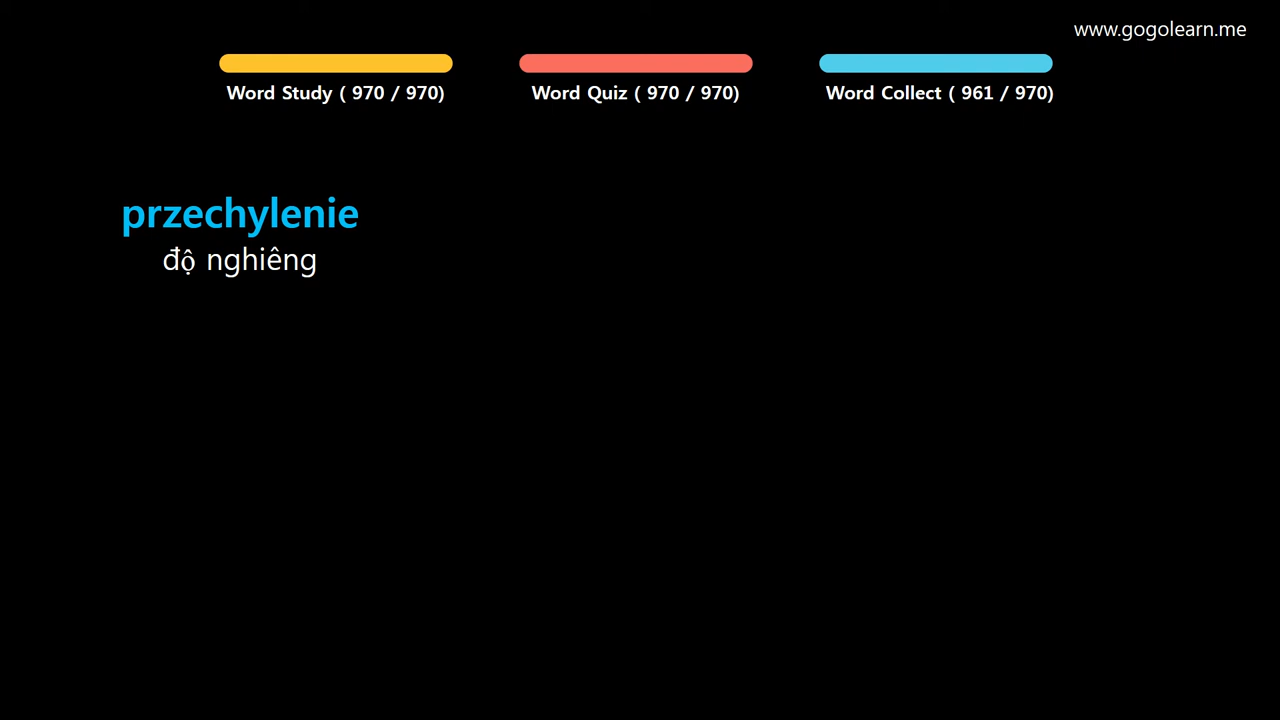 www.gogolearn.me
Word Study ( 970 / 970)
Word Quiz ( 970 / 970)
Word Collect ( 961 / 970)
przechylenie
độ nghiêng